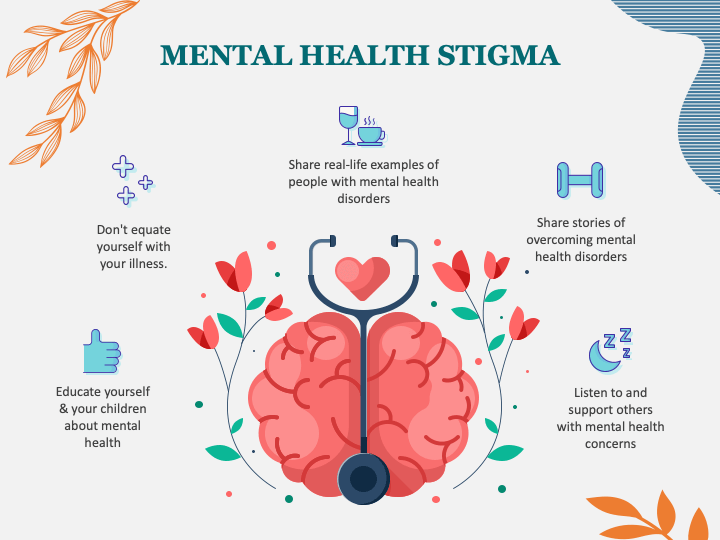 MENTAL HEALTH STIGMA
Share real-life examples of
people with mental health
disorders
Don't equate
yourself with
your illness.
Share stories of
overcoming mental
health disorders
Educate yourself
& your children
about mental
health
Listen to and
support others
with mental health
concerns
Z Z
Z